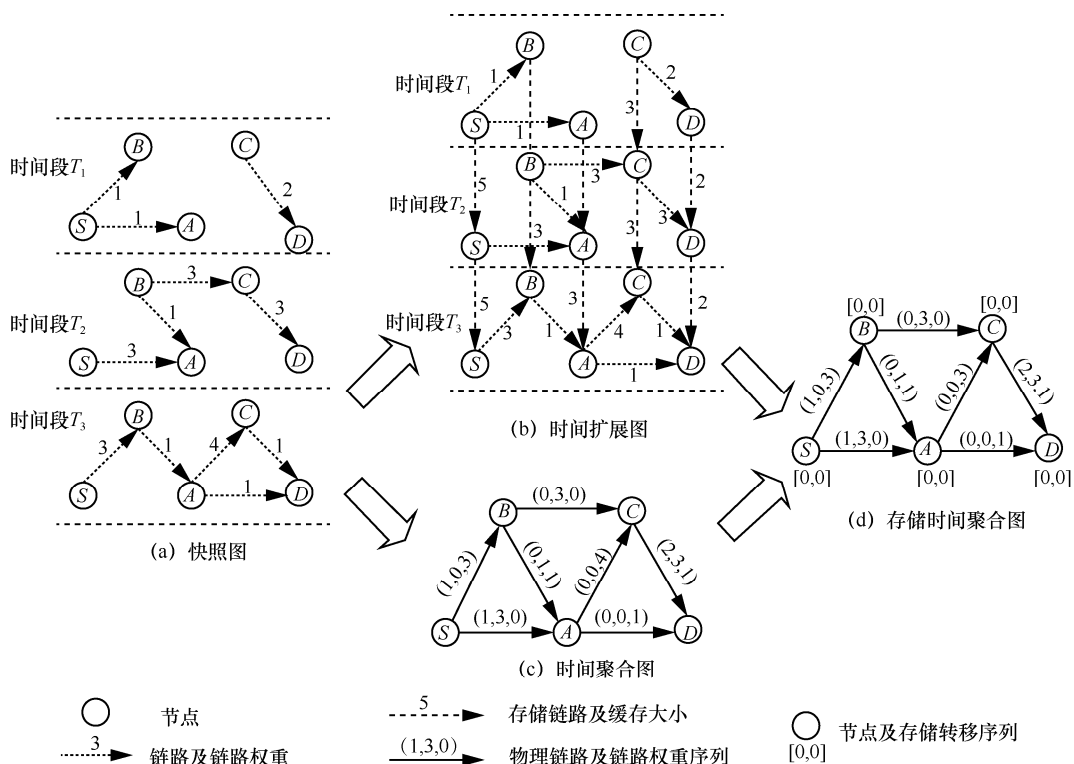 时间段T1
B
C
1
2
S
1
A
D
时间段T2
B
3
C
1
3
S
3
A
D
时间段T3
B
C
3
1
4
1
S
A
1
D
(a) 快照图
时间段T1
B
C
1
2
S
1
A
3
D
时间段T2
5
B
3
C
1
2
3
S
3
A
3
D
时间段T3
5
B
3
C
2
3
1
4
1
S
A
1
D
(b) 时间扩展图
B
(0,3,0)
C
(1,0,3)
(0,1,1)
(0,0,4)
(2,3,1)
S
(1,3,0)
A
(0,0,1)
D
(c) 时间聚合图
[0,0]
[0,0]
B
(0,3,0)
C
(1,0,3)
(0,1,1)
(0,0,3)
(2,3,1)
S
(1,3,0)
A
(0,0,1)
D
[0,0]
[0,0]
[0,0]
(d) 存储时间聚合图
节点
5
存储链路及缓存大小
节点及存储转移序列
[0,0]
3
链路及链路权重
(1,3,0)
物理链路及链路权重序列